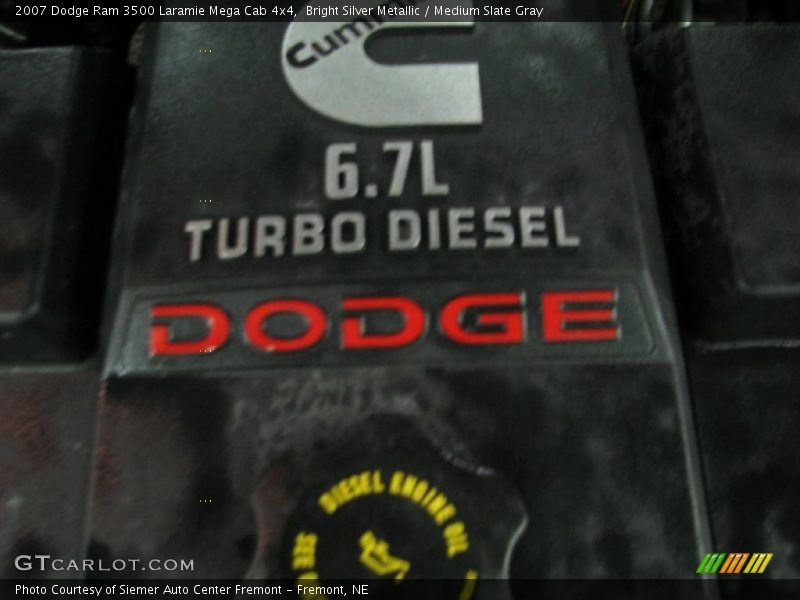 2007 Dodge Ram 3500 Laramie Mega Cab 4x4, Bright Silver Metallic / Medium Slate Gray
6.7L
TURBO DIESEL
DODGE
DIESEL ENGINE OIL
SEE
GTCARLOT.COM
Photo Courtesy of Siemer Auto Center Fremont - Fremont, NE